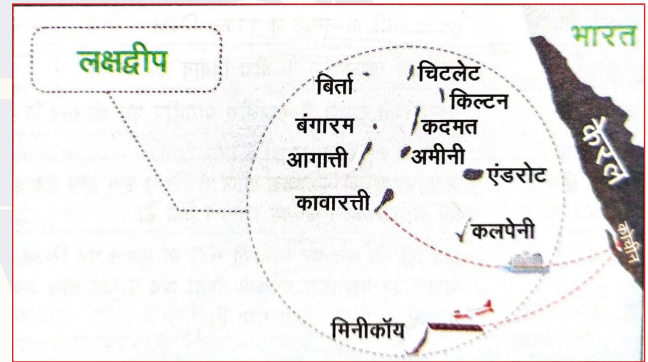 भारत
लक्षद्वीप
चिटलेट
बिर्ता
किल्टन
बंगारम
कदमत
केरल
आगात्ती
अमीनी
एंडरोट
कावारत्ती
कलपेनी
कोचीन
मिनीकॉय